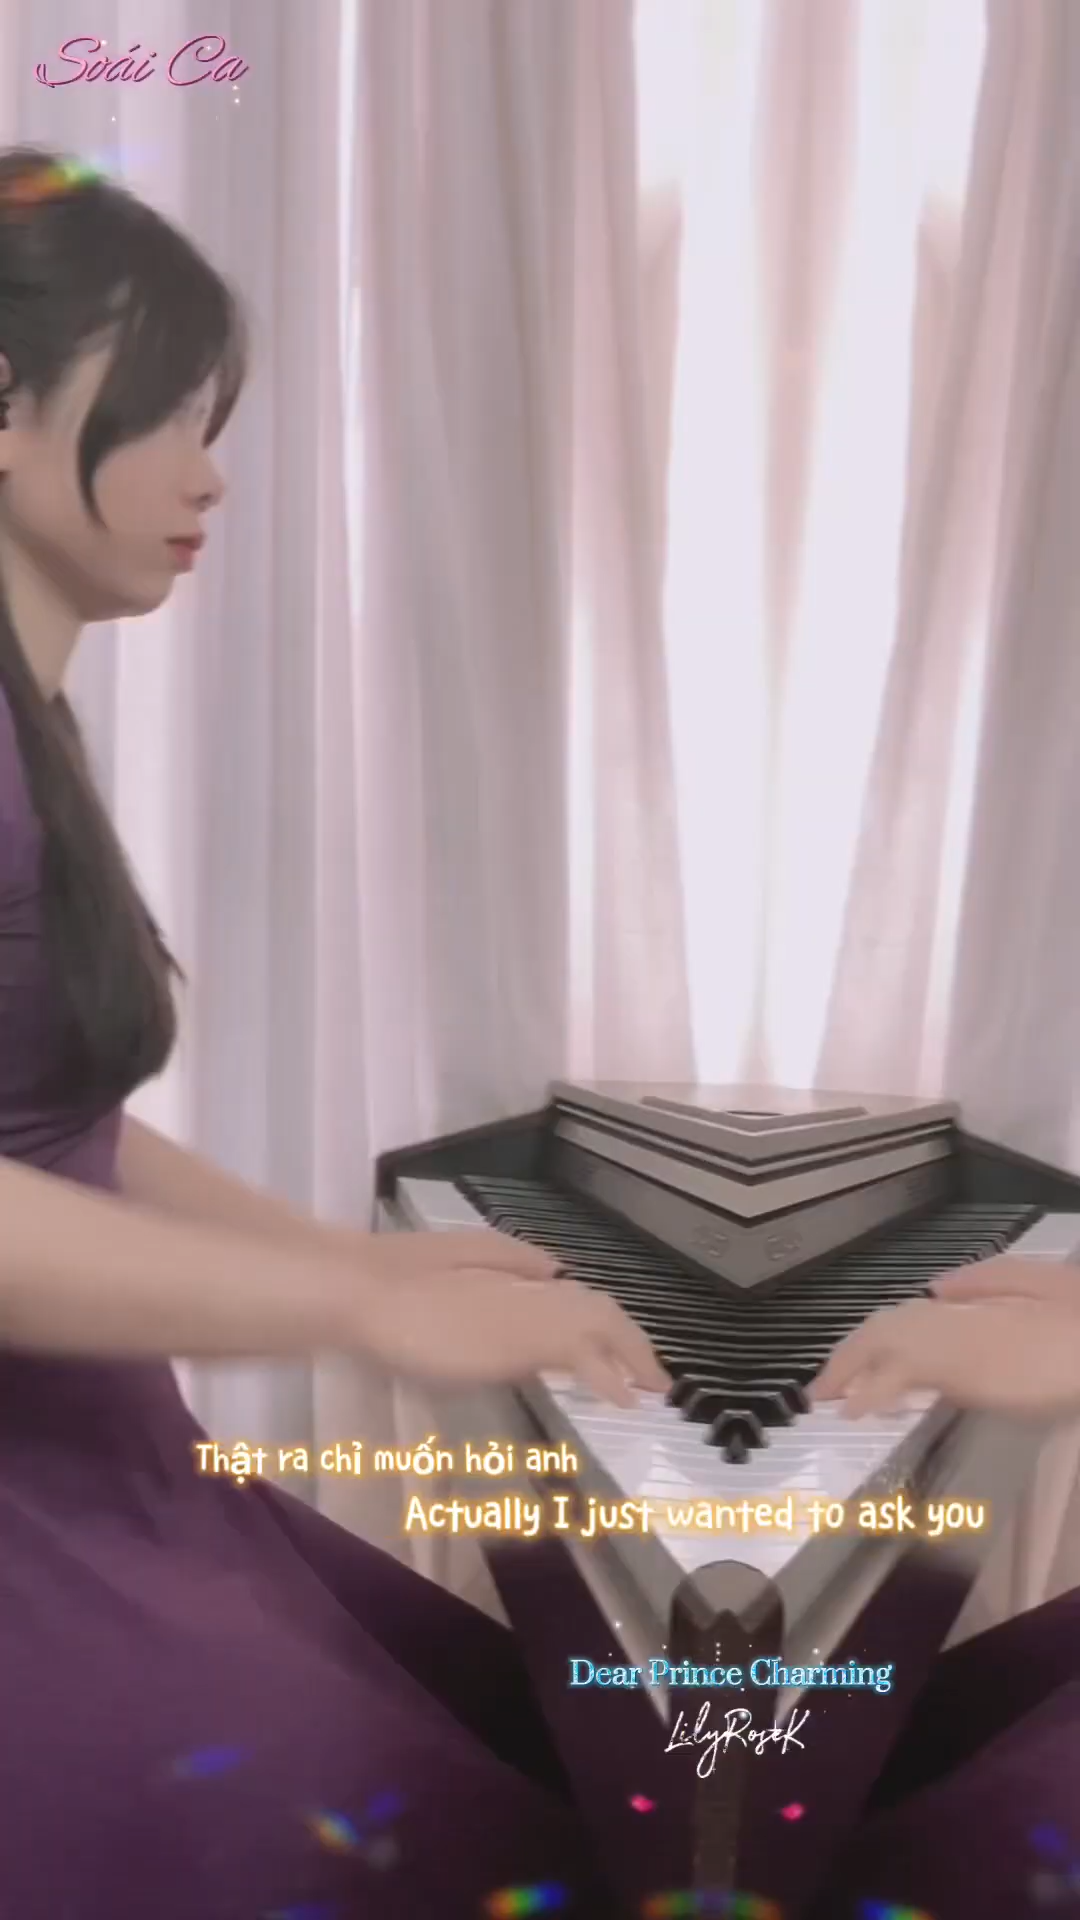 Soái Ca
Thật ra chỉ muốn hỏi anh
Actually I just wanted to ask you
Dear Prince Charming
LilyRoseK